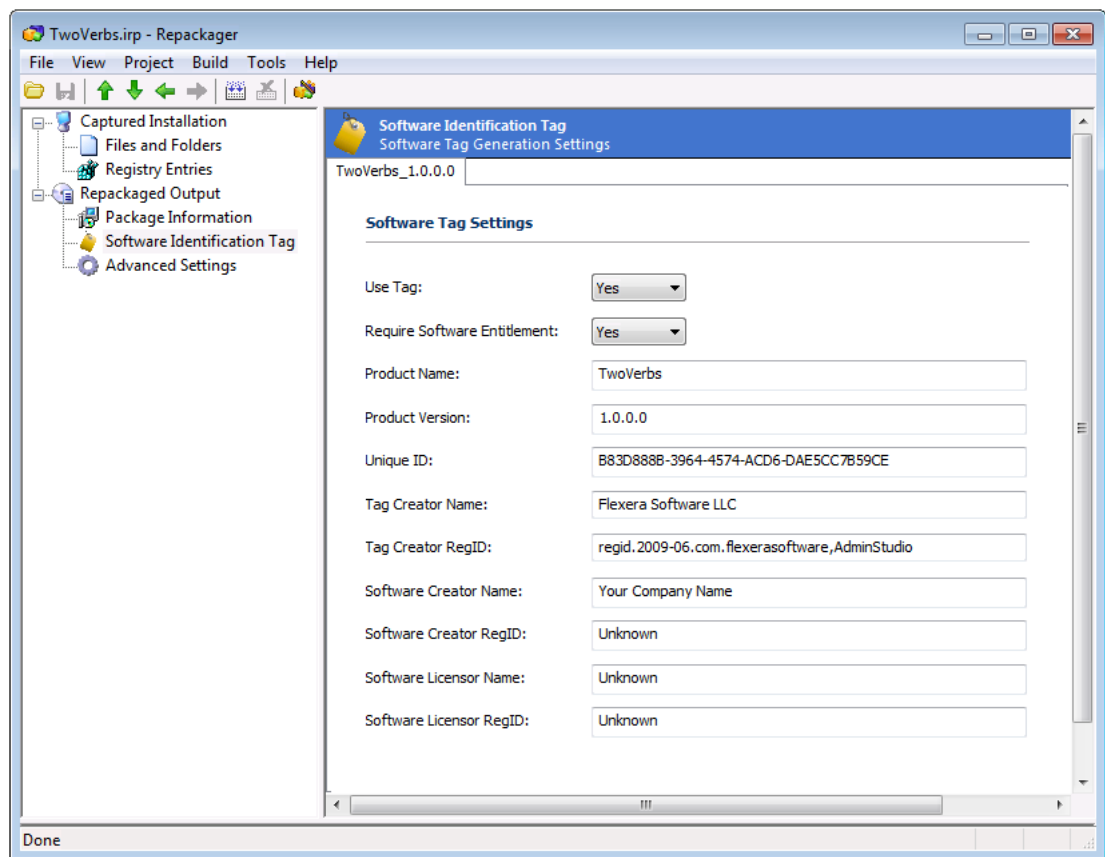 TwoVerbs.irp - Repackager
File View Project Build Tools Help
Captured Installation
Files and Folders
Registry Entries
Repackaged Output
Package Information
Software Identification Tag
Advanced Settings
Software Identification Tag
Software Tag Generation Settings
TwoVerbs_1.0.0.0
Software Tag Settings
Use Tag: Yes
Require Software Entitlement: Yes
Product Name: TwoVerbs
Product Version: 1.0.0.0
Unique ID: B83D888B-3964-4574-ACD6-DAE5CC7B59CE
Tag Creator Name: Flexera Software LLC
Tag Creator RegID: regid.2009-06.com.flexerasoftware,AdminStudio
Software Creator Name: Your Company Name
Software Creator RegID: Unknown
Software Licensor Name: Unknown
Software Licensor RegID: Unknown
Done